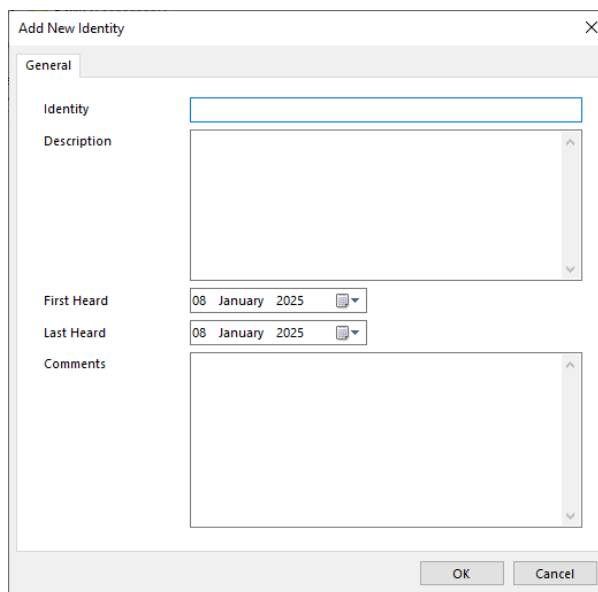 Add New Identity
General
Identity
Description
First Heard 08 January 2025
Last Heard 08 January 2025
Comments
OK Cancel